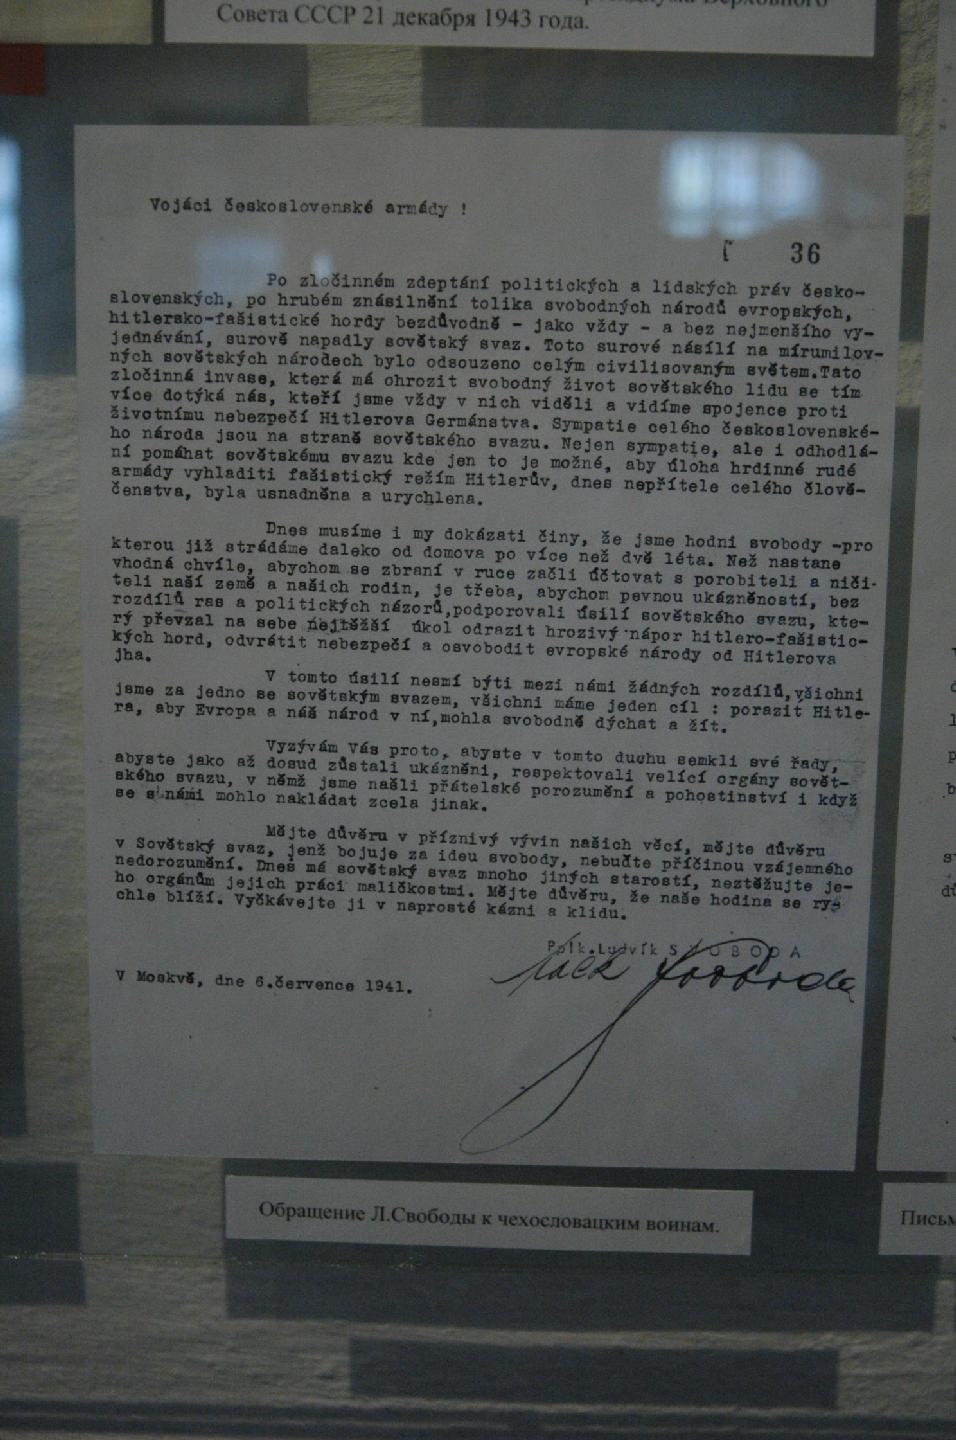 Совета СССР 21 декабря 1943 года.
Vojáci československé armády !
36
Po zločinném zdeptání politických a lidských práv česko-
slovenských, po hrubém znásilnění tolika svobodných národů evropských,
hitlersko-fašistické hordy bezdůvodně - jako vždy - a bez nejmenšího vy-
jednávání, surově napadly sovětský svaz. Toto surové násílí na mírumilov-
ných sovětských národech bylo odsouzeno celým civilisovaným světem.Tato
zločinná invase, která má ohrozit svobodný život sovětského lidu se tím
více dotýká nás, kteří jsme vždy v nich viděli a vidíme spojence proti
životnímu nebezpečí Hitlerova Germánstva. Sympatie celého československé-
ho národa jsou na straně sovětského svazu. Nejen sympatie, ale i odhodlá-
ní pomáhat sovětskému svazu kde jen to je možné, aby úloha hrdinné rudé
armády vyhladiti fašistický režím Hitlerův, dnes nepřítele celého člově-
čenstva, byla usnadněna a urychlena.
Dnes musíme i my dokázati činy, že jsme hodni svobody -pro
kterou již strádáme daleko od domova po více než dvě léta. Než nastane
vhodná chvíle, abychom se zbraní v ruce začli účtovat s porobiteli a niči-
teli naší země a našich rodin, je třeba, abychom pevnou ukázněností, bez
rozdílů ras a politických názorů,podporovali úsilí sovětského svazu, kte-
rý převzal na sebe nejtěžší úkol odrazit hrozivý nápor hitlero-fašistic-
kých hord, odvrátit nebezpečí a osvobodit evropské národy od Hitlerova
jha.
V tomto úsilí nesmí býti mezi námi žádných rozdílů,všichni
jsme za jedno se sovětským svazem, všichni máme jeden cíl : porazit Hitle-
ra, aby Evropa a náš národ v ní,mohla svobodně dýchat a žít.
Vyzývám Vás proto, abyste v tomto duchu semkli své řady,
abyste jako až dosud zůstali ukázněni, respektovali velící orgány sovět-
ského svazu, v němž jsme našli přátelské porozumění a pohostinství i když
se s námi mohlo nakládat zcela jinak.
Mějte důvěru v příznivý vývin našich věcí, mějte důvěru
v Sovětský svaz, jenž bojuje za ideu svobody, nebuďte příčinou vzájemného
nedorozumění. Dnes má sovětský svaz mnoho jiných starostí, neztěžujte je-
ho orgánům jejich práci maličkostmi. Mějte důvěru, že naše hodina se ry-
chle blíží. Vyčkávejte ji v naprosté kázni a klidu.
Polk.Ludvík SVOBODA
Svoboda
V Moskvě, dne 6.července 1941.
Обращение Л.Свободы к чехословацким воинам.